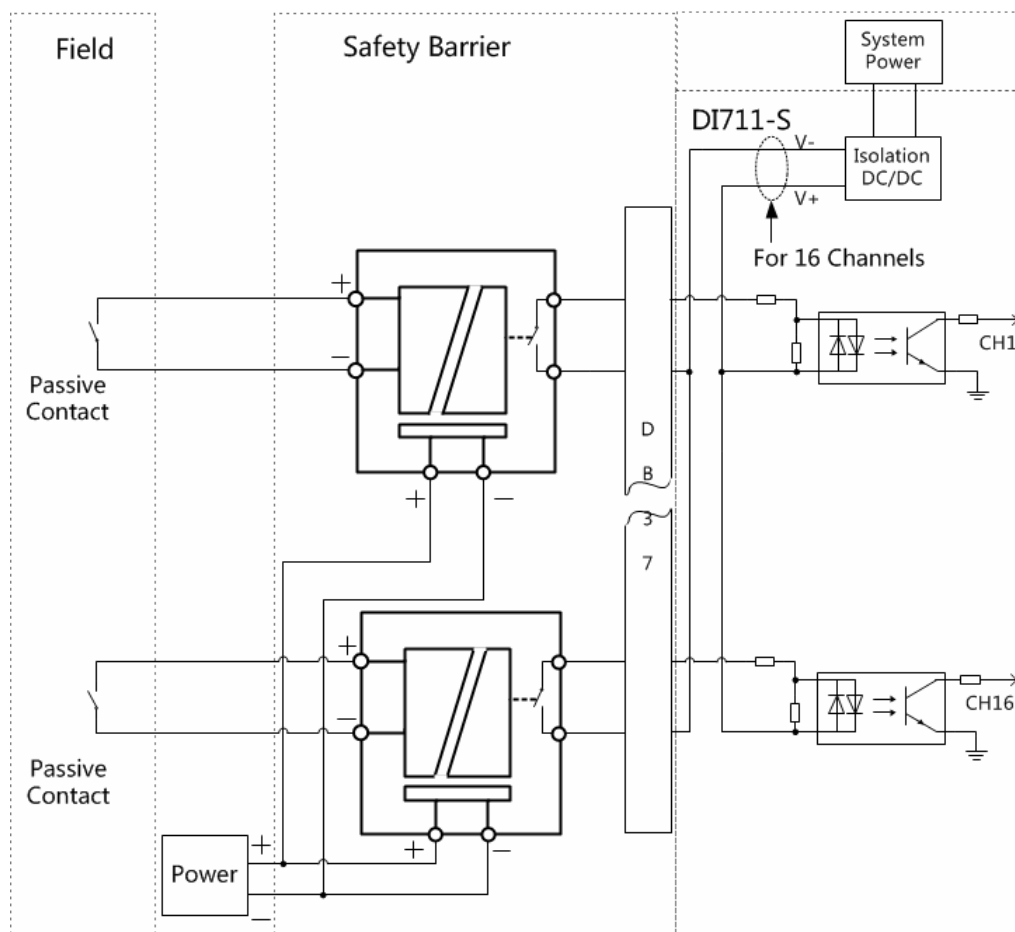 Field
Safety Barrier
System
Power
DI711-S
V-
Isolation
DC/DC
V+
For 16 Channels
+
−
Passive
Contact
CH1
D
B
3
7
+
−
+
−
Passive
Contact
CH16
+
−
Power
+
−